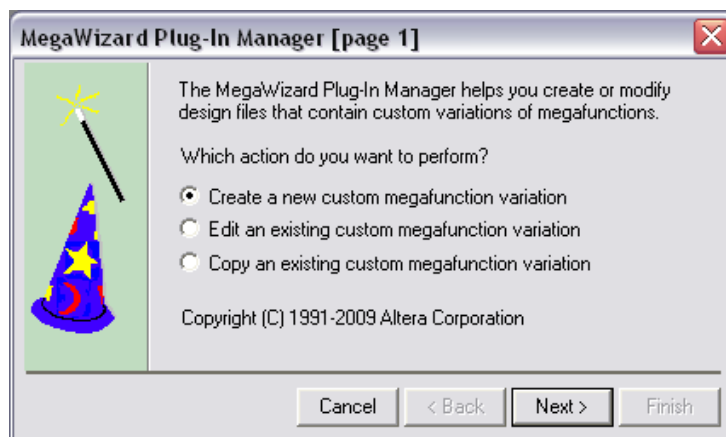 MegaWizard Plug-In Manager [page 1]
The MegaWizard Plug-In Manager helps you create or modify
design files that contain custom variations of megafunctions.
Which action do you want to perform?
Create a new custom megafunction variation
Edit an existing custom megafunction variation
Copy an existing custom megafunction variation
Copyright (C) 1991-2009 Altera Corporation
Cancel < Back Next > Finish